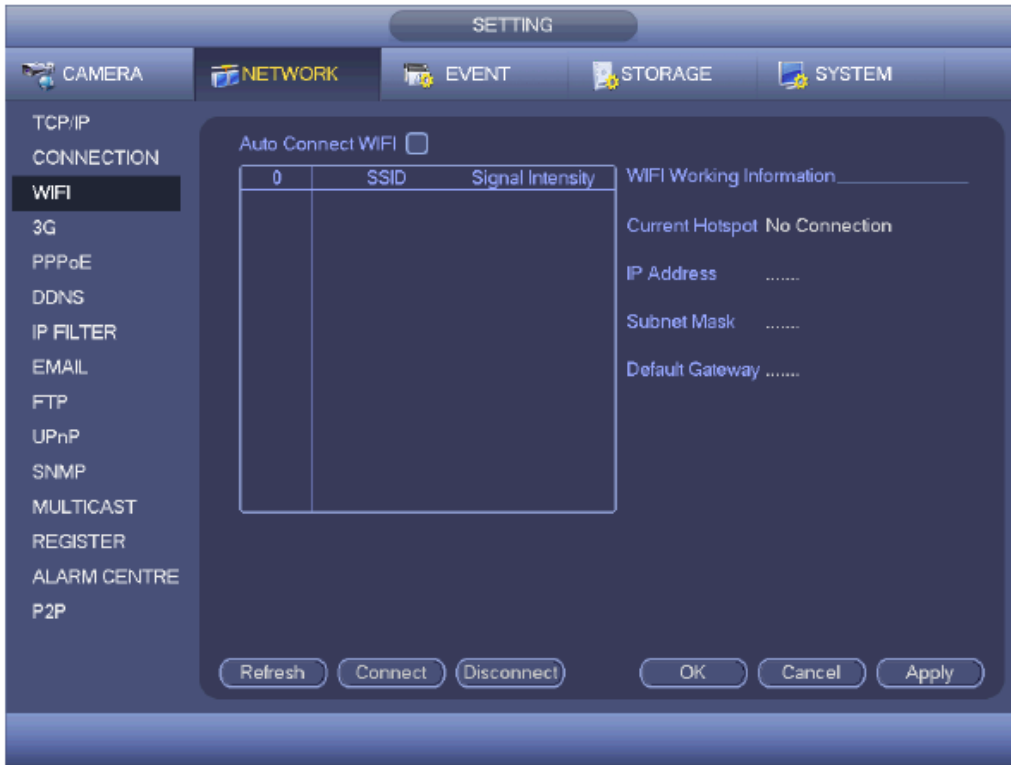 SETTING
CAMERA NETWORK EVENT STORAGE SYSTEM
TCP/IP
CONNECTION
WIFI
3G
PPPoE
DDNS
IP FILTER
EMAIL
FTP
UPnP
SNMP
MULTICAST
REGISTER
ALARM CENTRE
P2P
Auto Connect WIFI
0 SSID Signal Intensity
WIFI Working Information
Current Hotspot No Connection
IP Address .......
Subnet Mask .......
Default Gateway .......
Refresh Connect Disconnect OK Cancel Apply